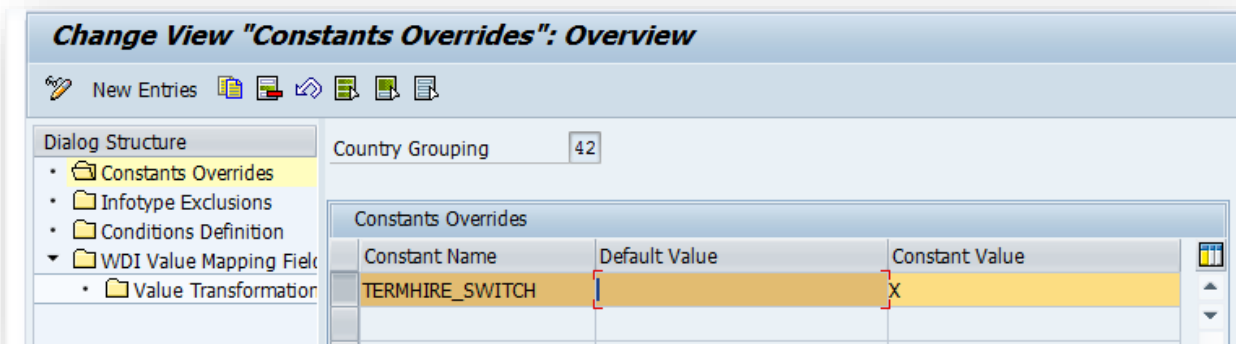 Change View "Constants Overrides": Overview
New Entries
Dialog Structure
Constants Overrides
Infotype Exclusions
Conditions Definition
WDI Value Mapping Field
Value Transformation
Country Grouping 42
Constants Overrides
Constant Name Default Value Constant Value
TERMHIRE_SWITCH X